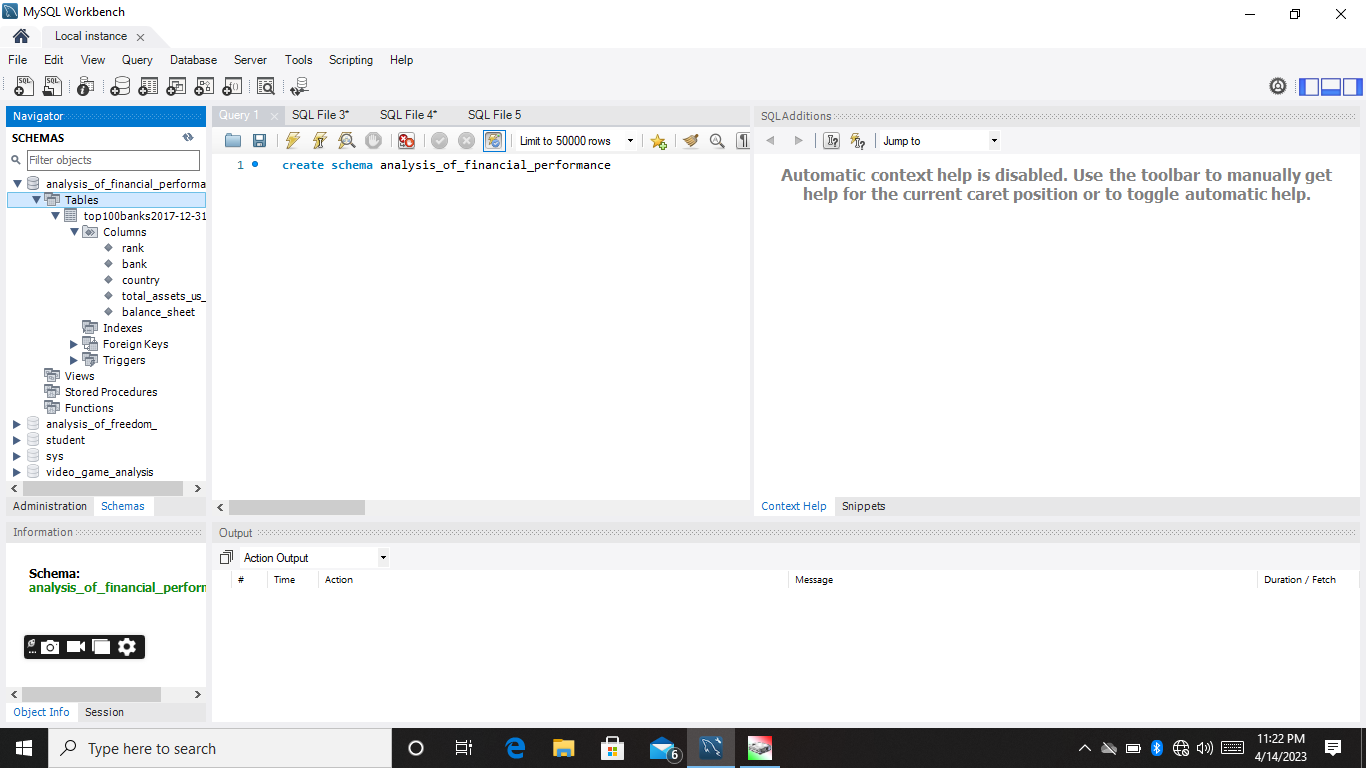 MySQL Workbench
Local instance
File Edit View Query Database Server Tools Scripting Help
Navigator
SCHEMAS
Filter objects
analysis_of_financial_performa
Tables
top100banks2017-12-31
Columns
rank
bank
country
total_assets_us_
balance_sheet
Indexes
Foreign Keys
Triggers
Views
Stored Procedures
Functions
analysis_of_freedom_
student
sys
video_game_analysis
Administration Schemas
Information
Schema:
analysis_of_financial_perforn
Object Info Session
Query 1 SQL File 3* SQL File 4* SQL File 5
Limit to 50000 rows
1 create schema analysis_of_financial_performance
SQLAdditions
Jump to
Automatic context help is disabled. Use the toolbar to manually get
help for the current caret position or to toggle automatic help.
Context Help Snippets
Output
Action Output
# Time Action Message Duration / Fetch
Type here to search
6
11:22 PM
4/14/2023